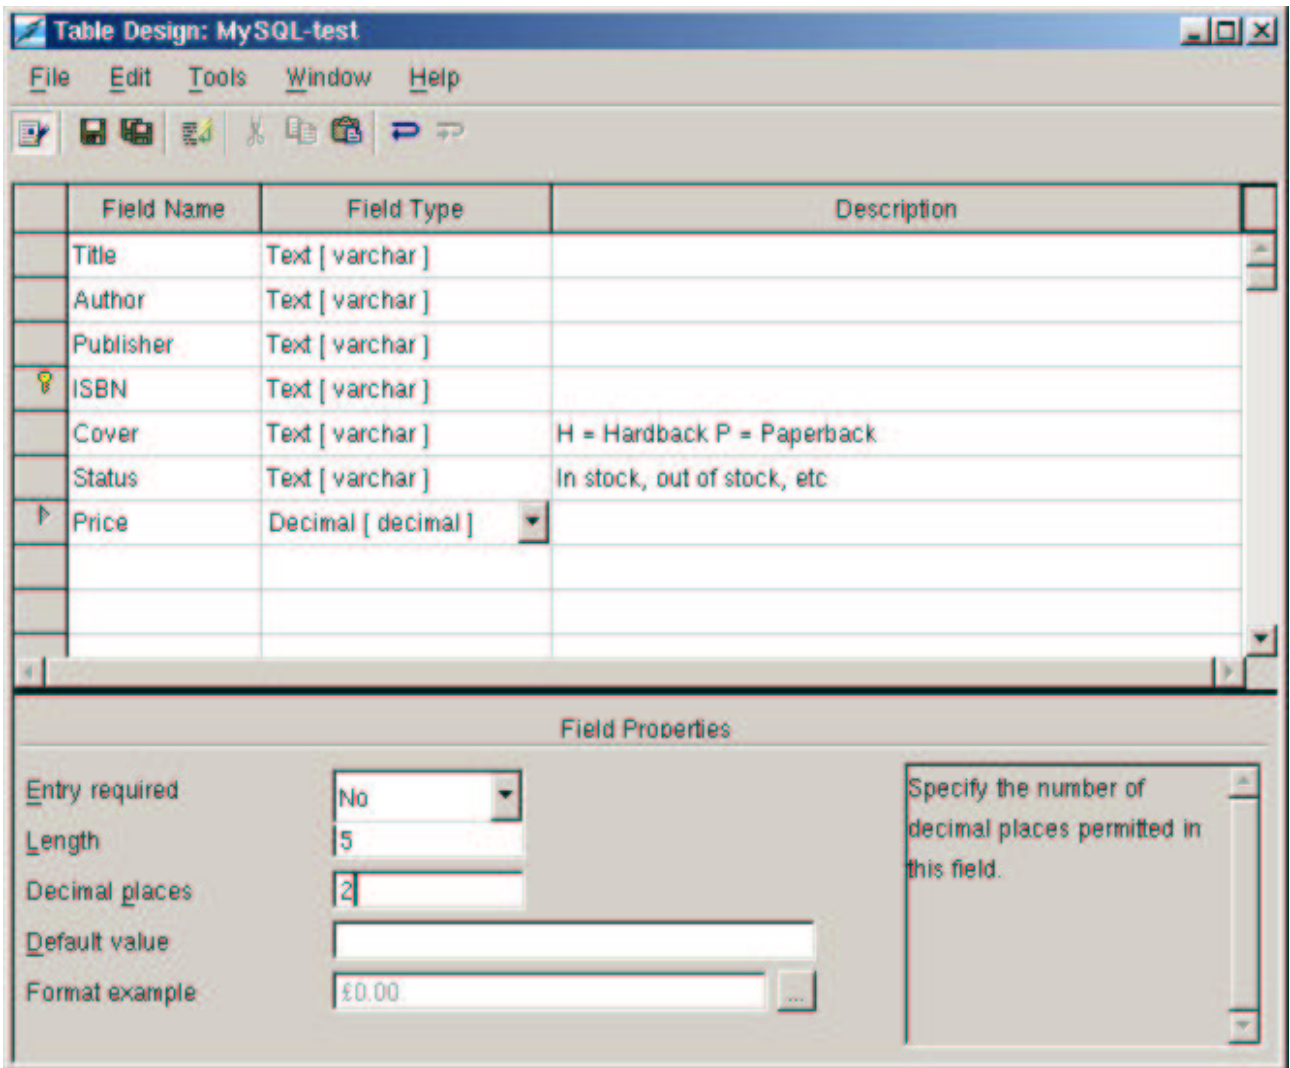 Table Design: MySQL-test
File Edit Tools Window Help
Field Name Field Type Description
Title Text [ varchar ]
Author Text [ varchar ]
Publisher Text [ varchar ]
ISBN Text [ varchar ]
Cover Text [ varchar ] H = Hardback P = Paperback
Status Text [ varchar ] In stock, out of stock, etc
Price Decimal [ decimal ]
Field Properties
Entry required No
Length 5
Decimal places 2
Default value
Format example £0.00 ...
Specify the number of
decimal places permitted in
this field.